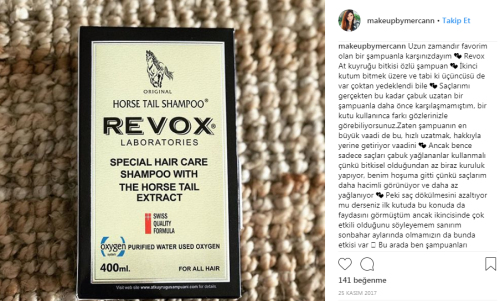 ORIGINAL
HORSE TAIL SHAMPOO®
REVOX®
LABORATORIES
SPECIAL HAIR CARE
SHAMPOO WITH
THE HORSE TAIL
EXTRACT
SWISS
QUALITY
FORMULA
oxygen
PURIFIED WATER USED OXYGEN
400ml.
FOR ALL HAIR
makeupbymercann • Takip Et
makeupbymercann Uzun zamandır favorim
olan bir şampuanla karşınızdayım Revox
At kuyruğu bitkisi özlü şampuan İkinci
kutum bitmek üzere ve tabi ki üçüncüsü de
var çoktan yedeklendi bile Saçlarımı
gerçekten bu kadar çabuk uzatan bir
şampuanla daha önce karşılaşmamıştım. bir
kutu kullanınca farkı gözlerinizle
görebiliyorsunuz.Zaten şampuanın en
büyük vaadi de bu, hızlı uzatmak, hakkıyla
yerine getiriyor vaadini Ancak bence
sadece saçları çabuk yağlananlar kullanmalı
çünkü bitkisel olduğundan az biraz kuruluk
yapıyor. benim hoşuma gitti çünkü saçlarım
daha hacimli görünüyor ve daha az
yağlanıyor Peki saç dökülmesini azaltıyor
mu derseniz ilk kutuda bu konuda da
faydasını görmüştüm ancak ikincisinde çok
etkili olduğunu söylemem sanırım
sonbahar aylarında olmamızın da bunda
etkisi var Bu arada ben şampuanları
141 beğenme
25 KASIM 2017